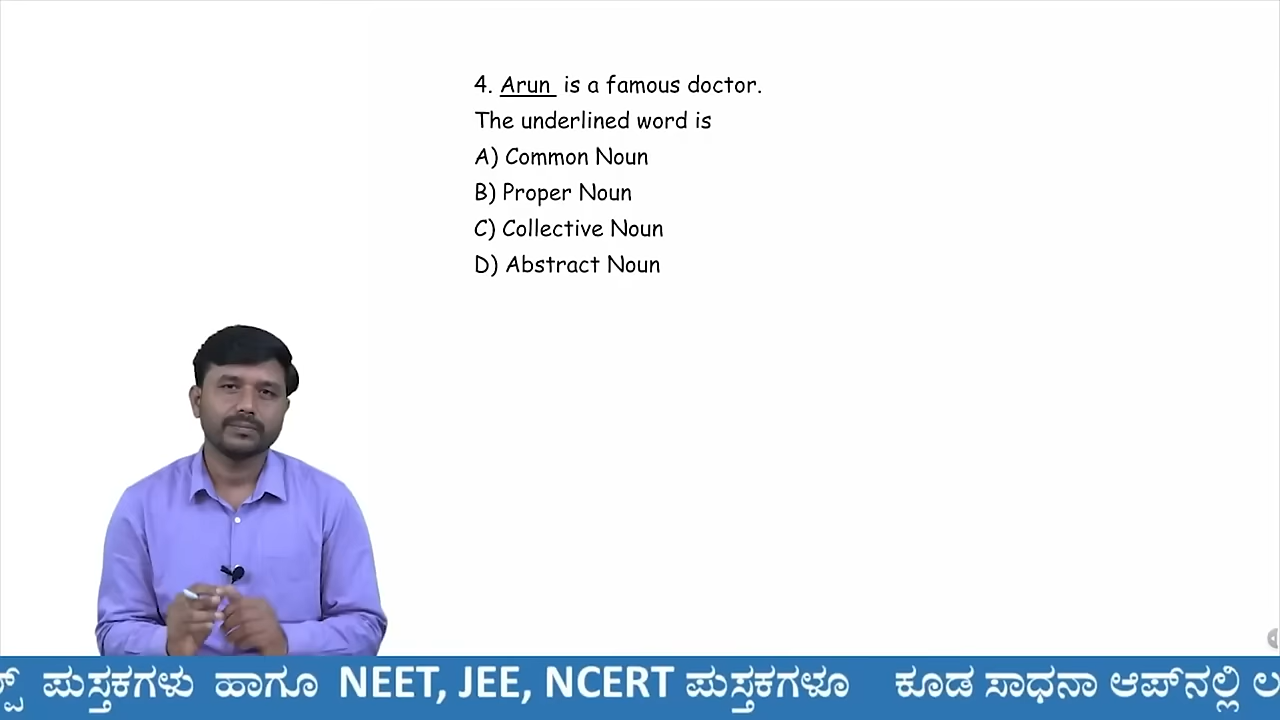 4. Arun is a famous doctor.
The underlined word is
A) Common Noun
B) Proper Noun
C) Collective Noun
D) Abstract Noun
ಪುಸ್ತಕಗಳು ಹಾಗೂ NEET, JEE, NCERT ಪುಸ್ತಕಗಳೂ ಕೂಡ ಸಾಧನಾ ಆಪ್‌ನಲ್ಲಿ